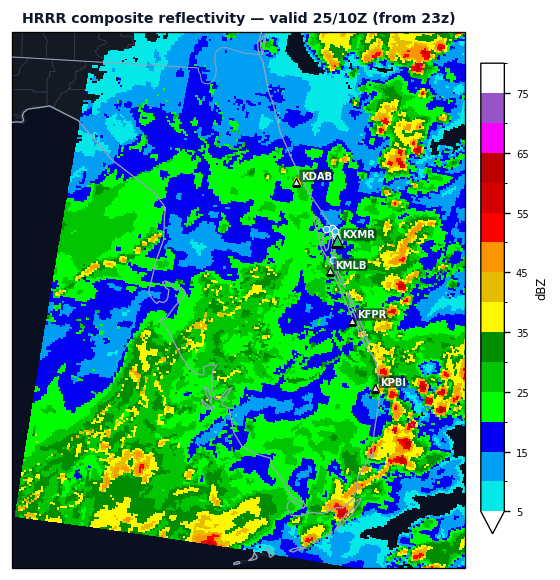 HRRR composite reflectivity — valid 25/10Z (from 23z)
KDAB
KXMR
KMLB
KFPR
KPBI
75
65
55
45
35
25
15
5
dBZ